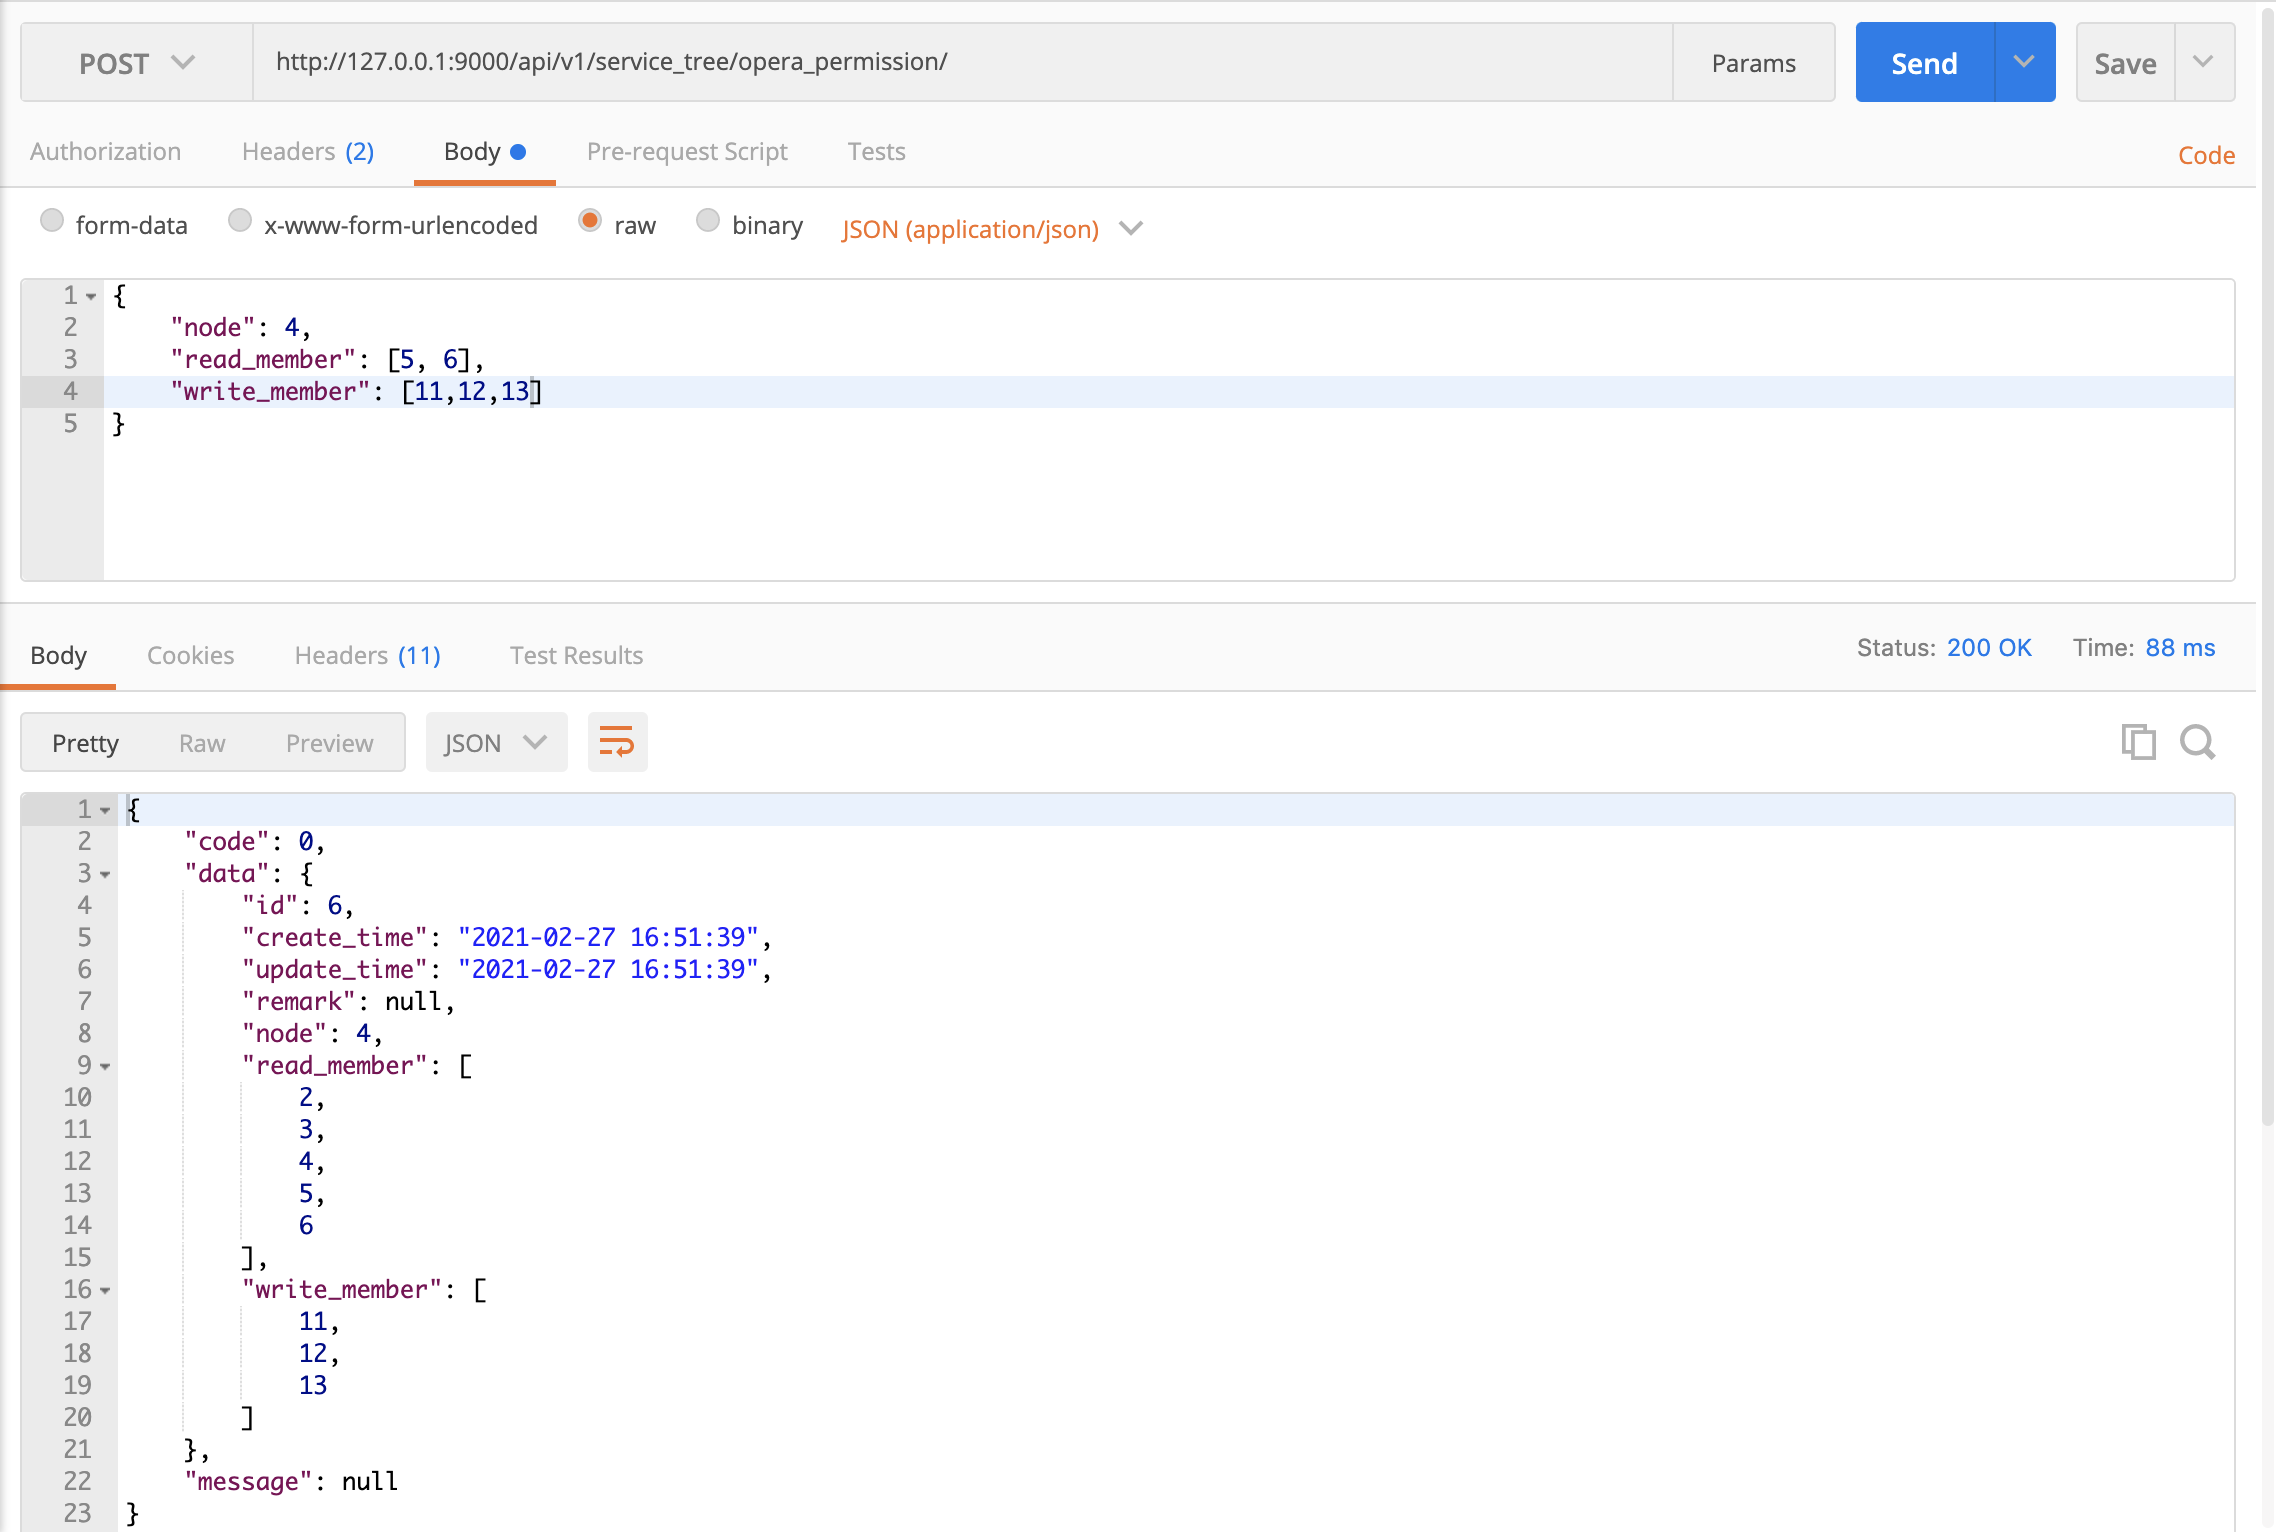 POST http://127.0.0.1:9000/api/v1/service_tree/opera_permission/ Params Send Save
Authorization Headers (2) Body Pre-request Script Tests Code
form-data x-www-form-urlencoded raw binary JSON (application/json)
1 {
2 "node": 4,
3 "read_member": [5, 6],
4 "write_member": [11,12,13]
5 }
Body Cookies Headers (11) Test Results Status: 200 OK Time: 88 ms
Pretty Raw Preview JSON
1 {
2 "code": 0,
3 "data": {
4 "id": 6,
5 "create_time": "2021-02-27 16:51:39",
6 "update_time": "2021-02-27 16:51:39",
7 "remark": null,
8 "node": 4,
9 "read_member": [
10 2,
11 3,
12 4,
13 5,
14 6
15 ],
16 "write_member": [
17 11,
18 12,
19 13
20 ]
21 },
22 "message": null
23 }